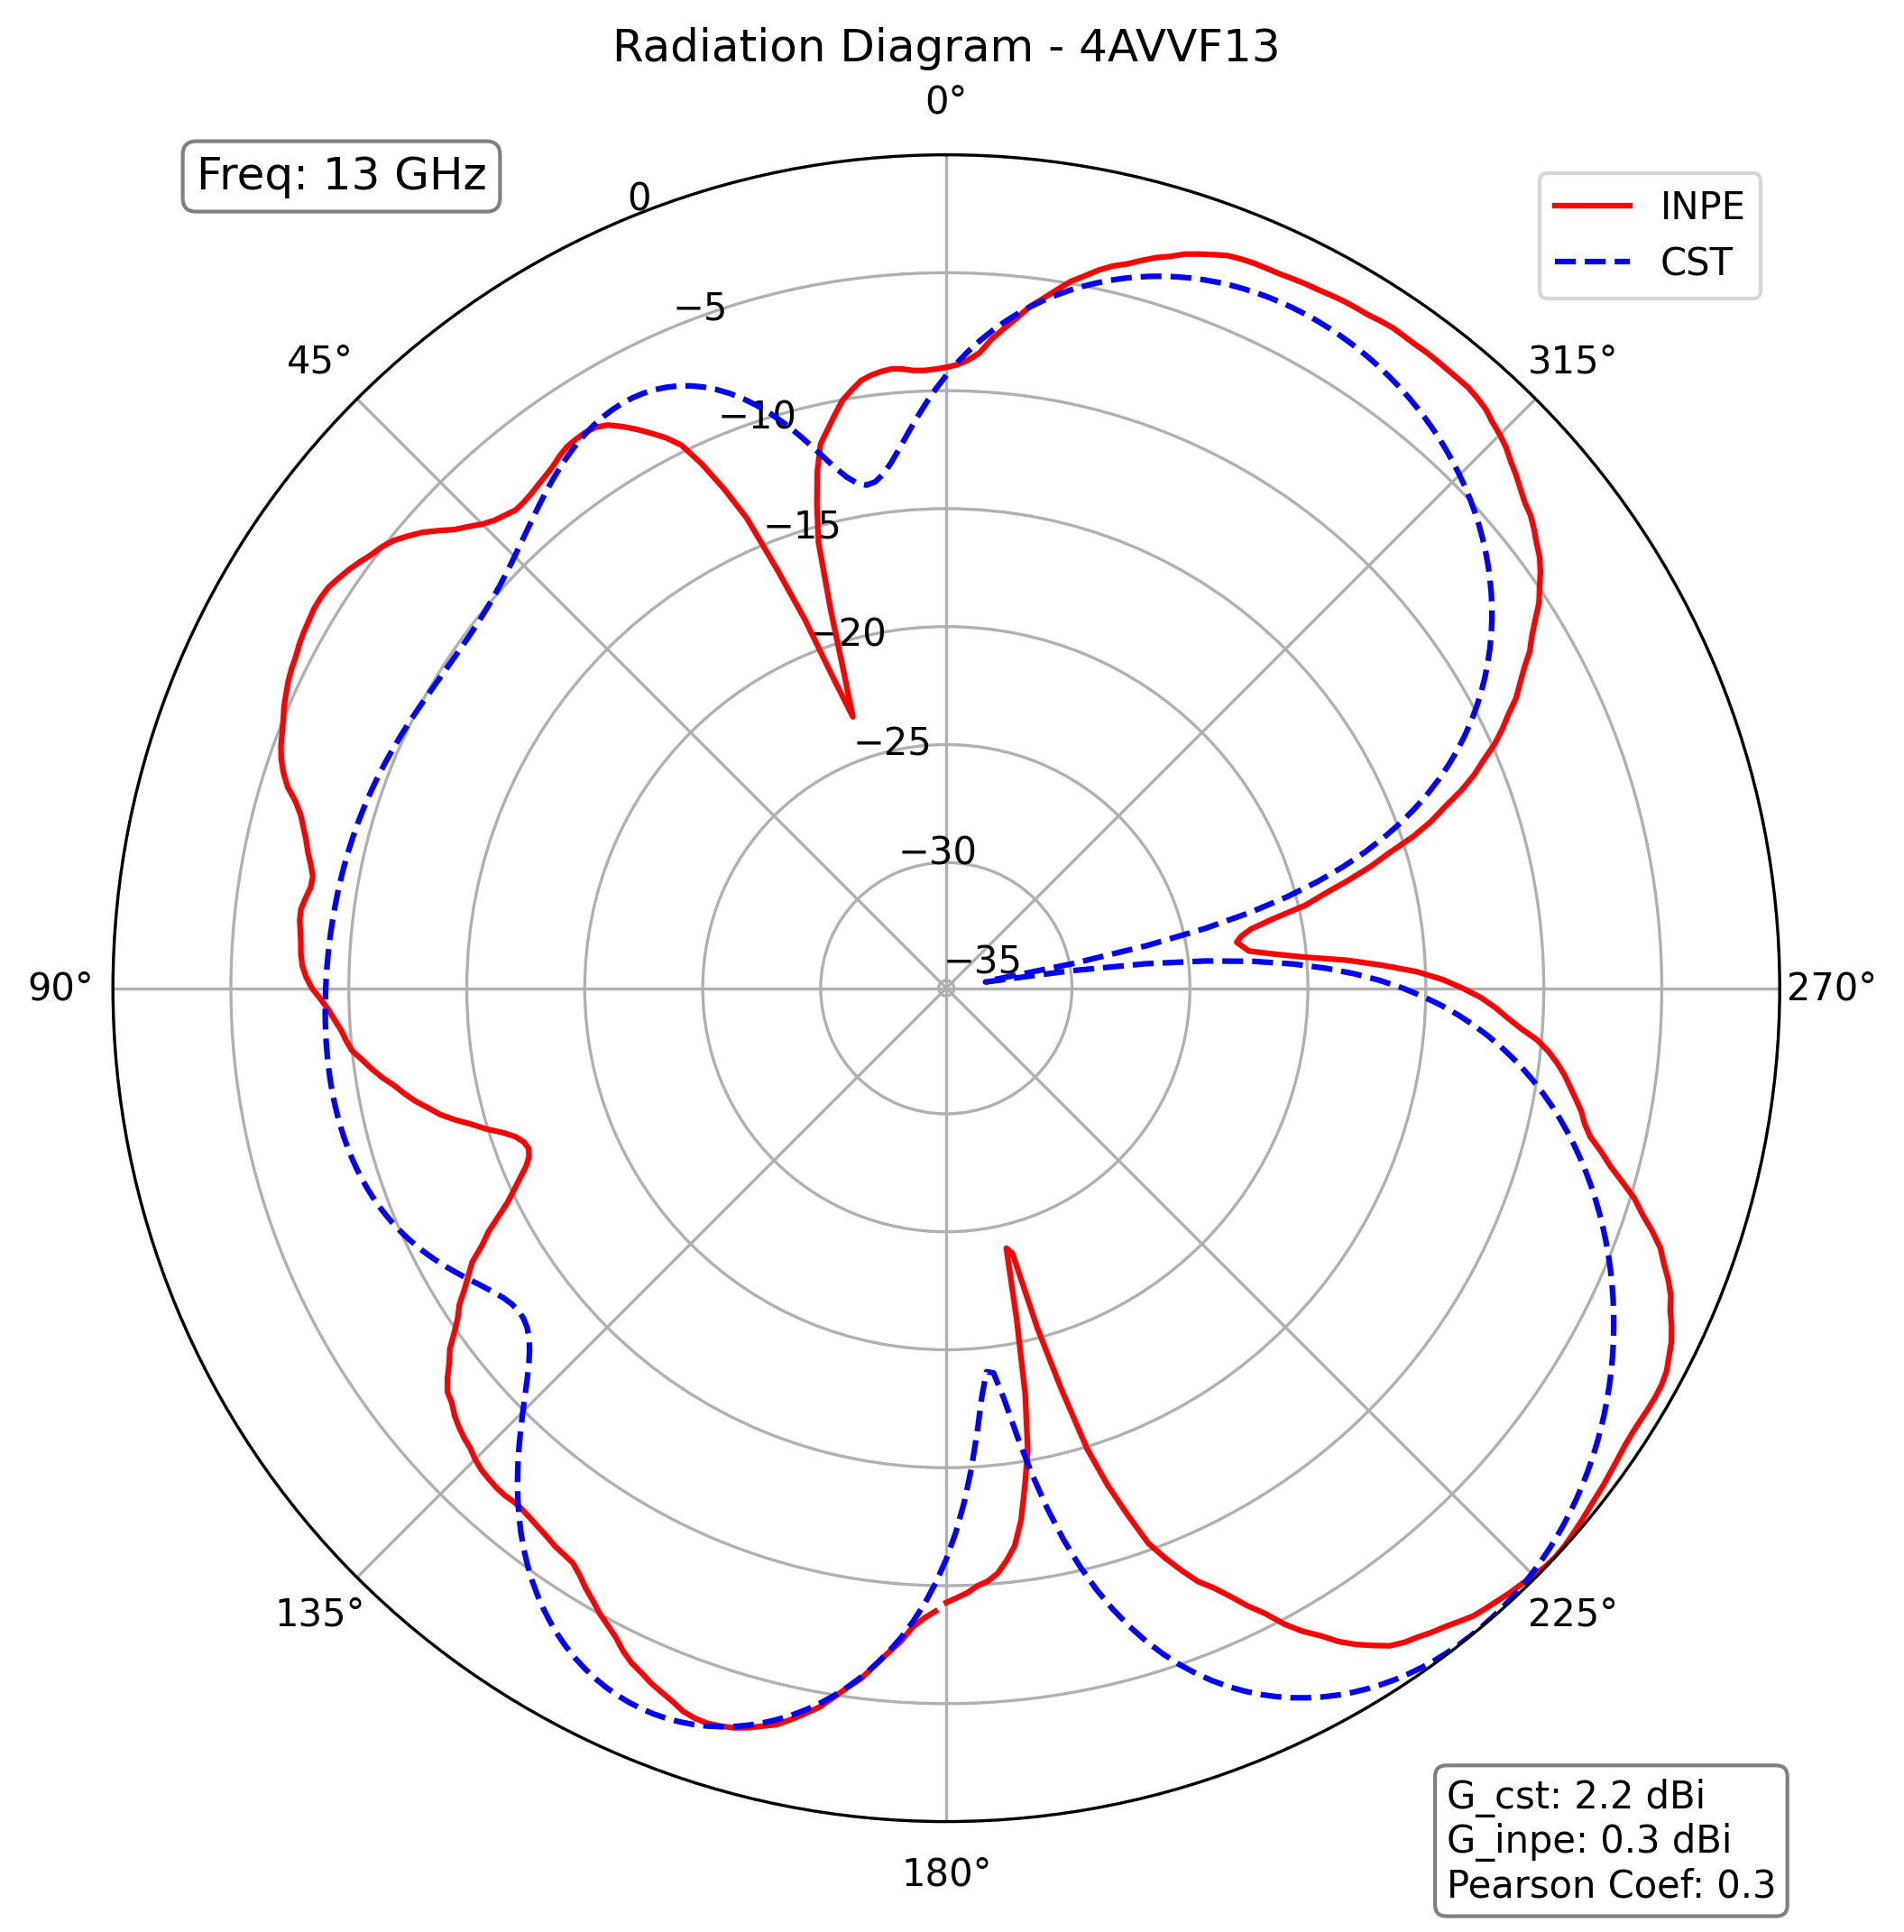 Radiation Diagram - 4AVVF13
0°
Freq: 13 GHz
INPE
CST
0
−5
45°
315°
−10
−15
−20
−25
−30
−35
90°
270°
135°
225°
180°
G_cst: 2.2 dBi
G_inpe: 0.3 dBi
Pearson Coef: 0.3